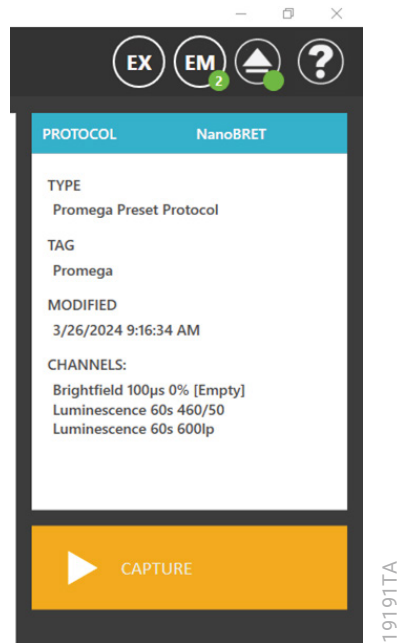 EX EM 2 ?
PROTOCOL NanoBRET
TYPE
Promega Preset Protocol
TAG
Promega
MODIFIED
3/26/2024 9:16:34 AM
CHANNELS:
Brightfield 100µs 0% [Empty]
Luminescence 60s 460/50
Luminescence 60s 600lp
CAPTURE
19191TA